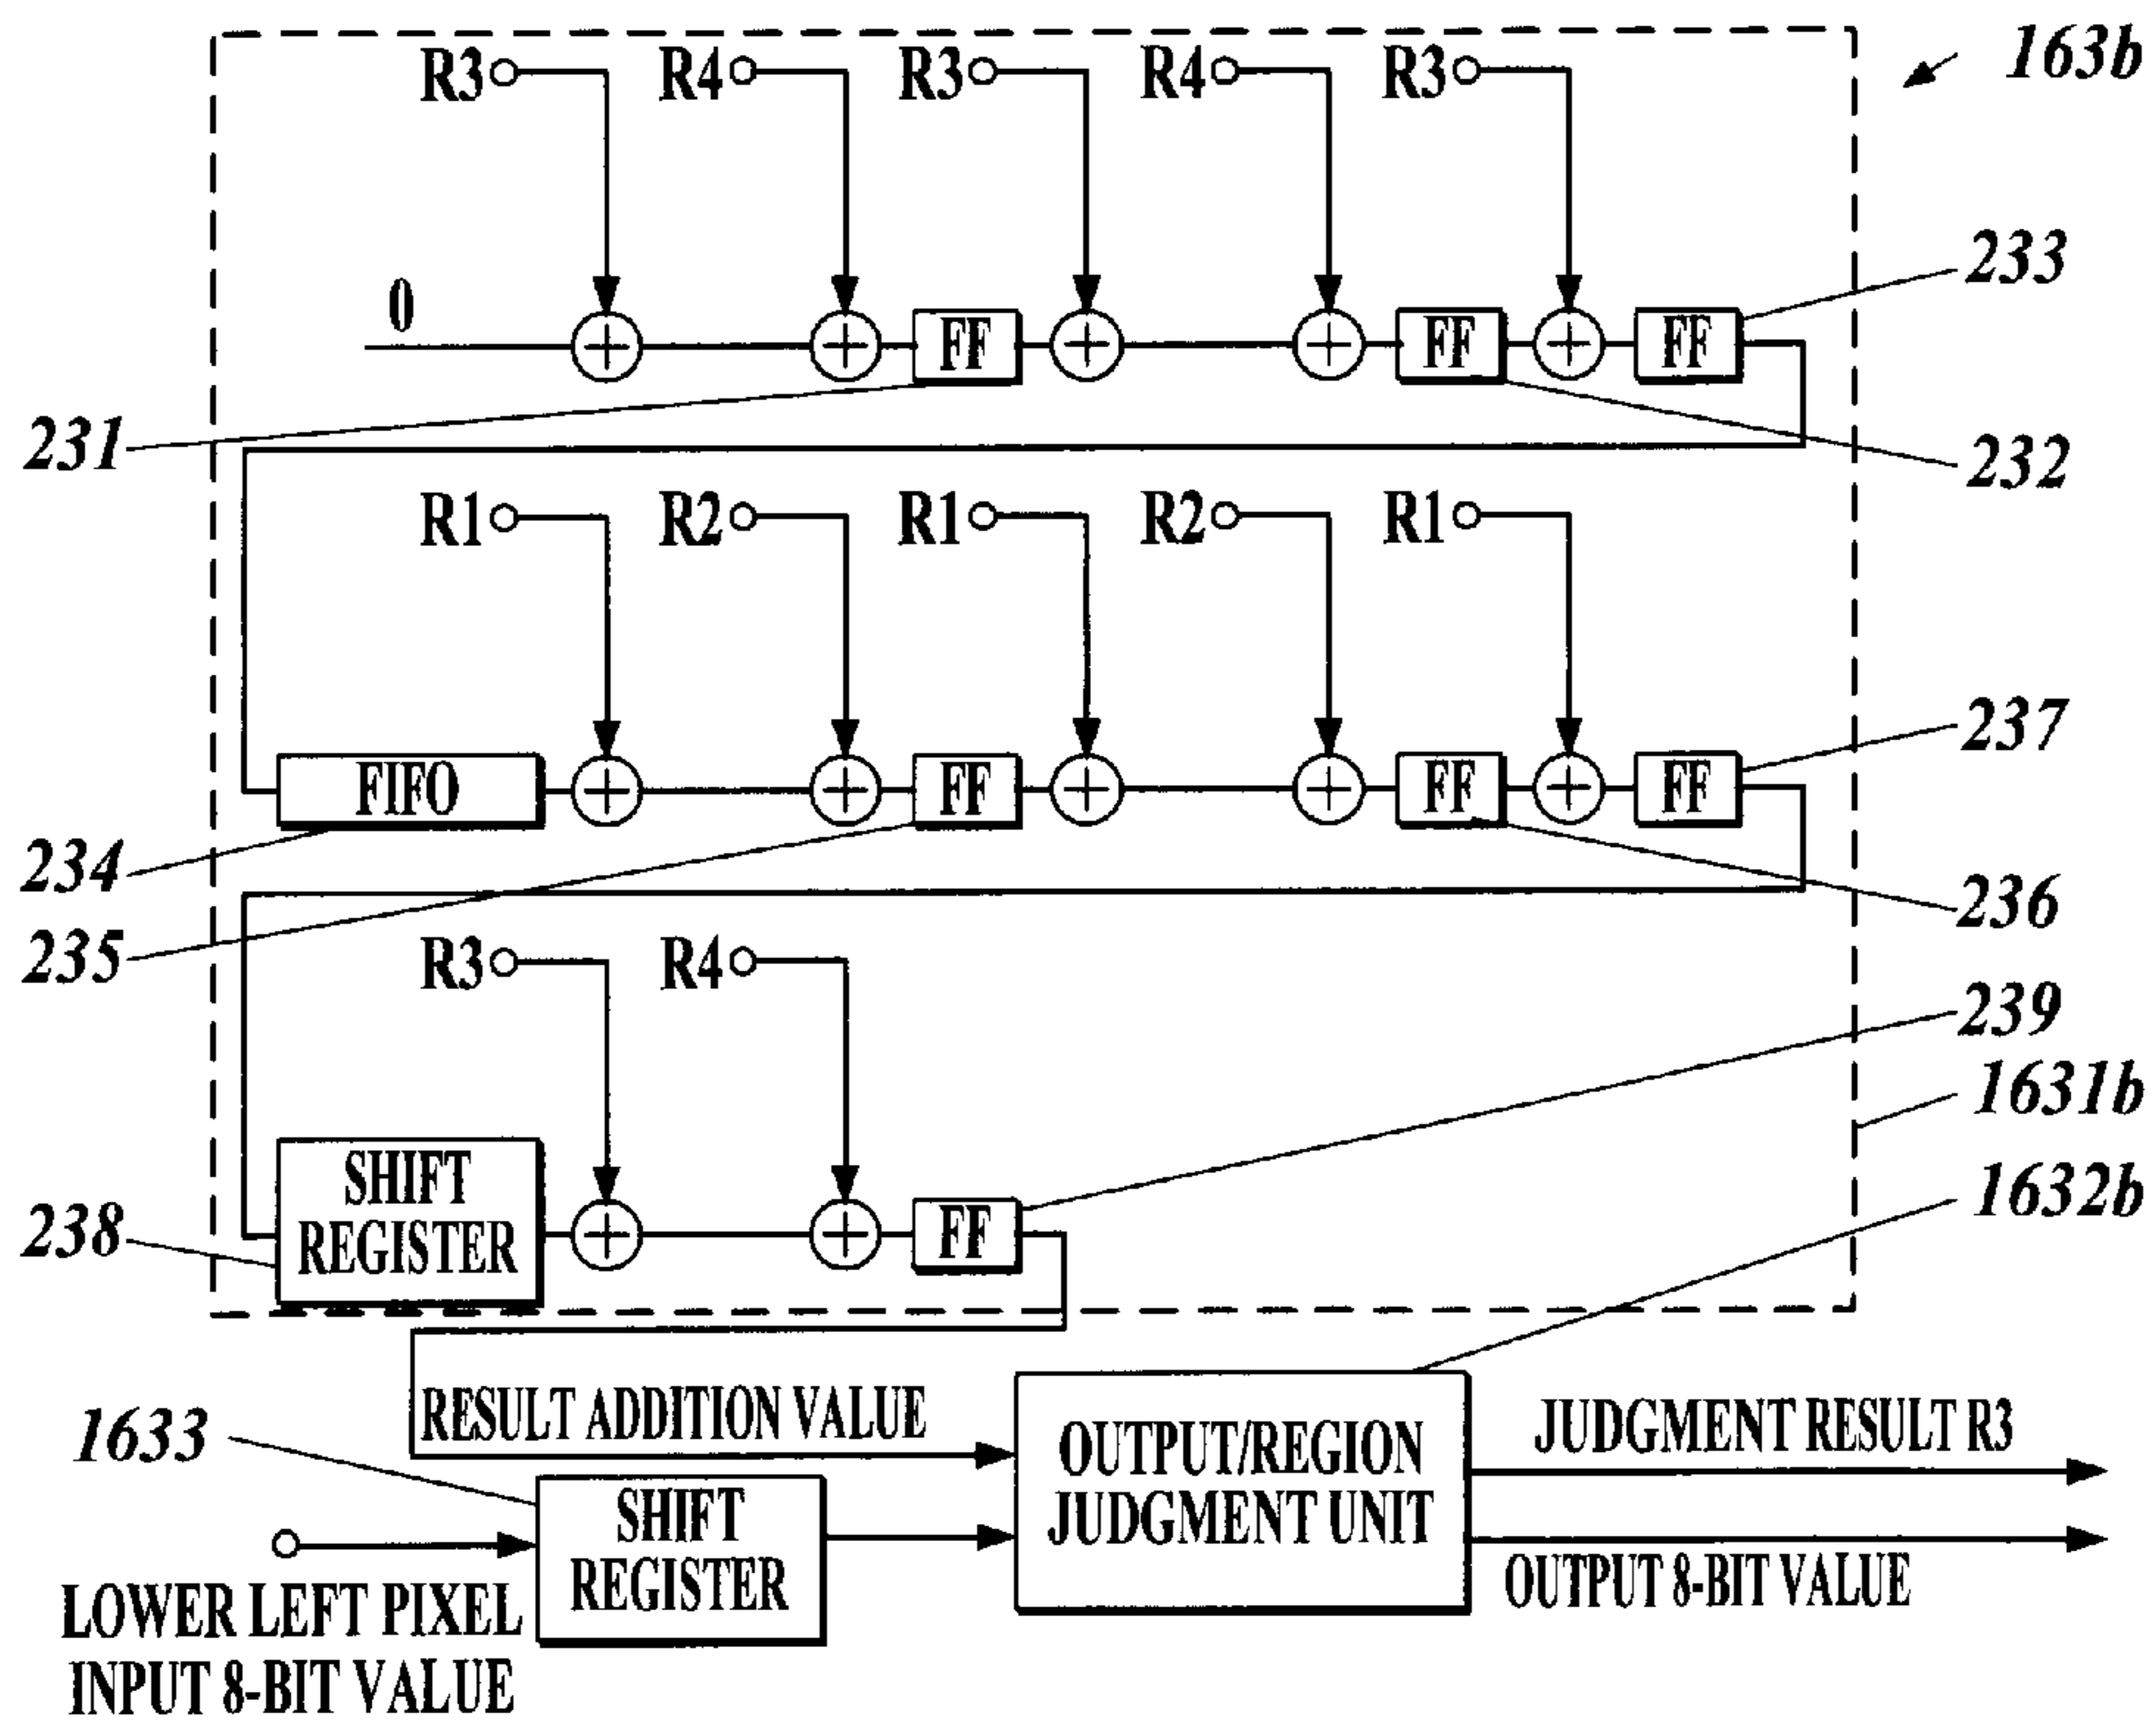 163b
R3 R4 R3 R4 R3
233
0
FF FF FF
231
232
R1 R2 R1 R2 R1
237
FIFO FF FF FF
234
236
235
R3 R4
239
1631b
SHIFT
REGISTER
FF
1632b
238
RESULT ADDITION VALUE
1633
OUTPUT/REGION
JUDGMENT UNIT
JUDGMENT RESULT R3
SHIFT
REGISTER
OUTPUT 8-BIT VALUE
LOWER LEFT PIXEL
INPUT 8-BIT VALUE